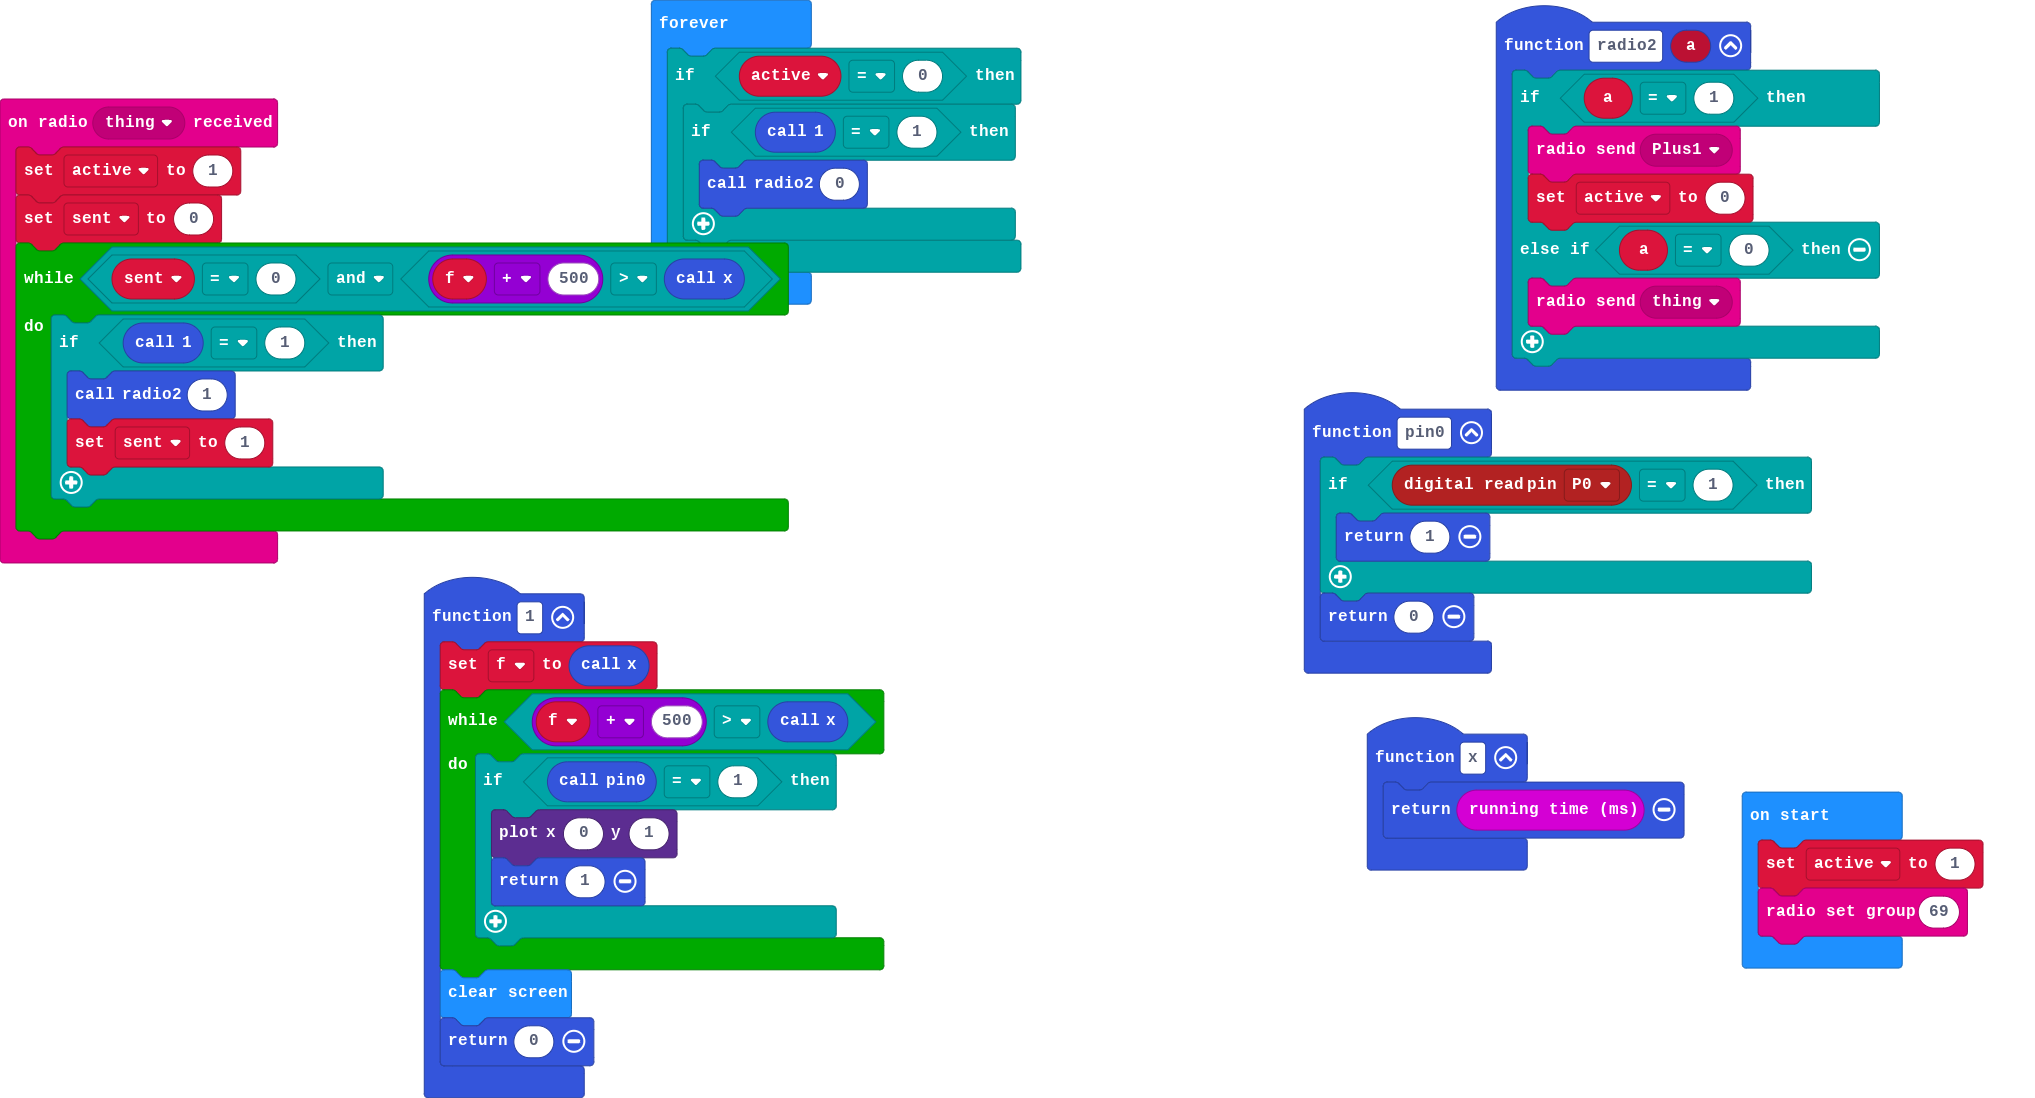 forever
if active = 0 then
if call 1 = 1 then
call radio2 0
on radio thing received
set active to 1
set sent to 0
while sent = 0 and f + 500 > call x
do
if call 1 = 1 then
call radio2 1
set sent to 1
function 1
set f to call x
while f + 500 > call x
do
if call pin0 = 1 then
plot x 0 y 1
return 1
clear screen
return 0
function radio2 a
if a = 1 then
radio send Plus1
set active to 0
else if a = 0 then
radio send thing
function pin0
if digital read pin P0 = 1 then
return 1
return 0
function x
return running time (ms)
on start
set active to 1
radio set group 69